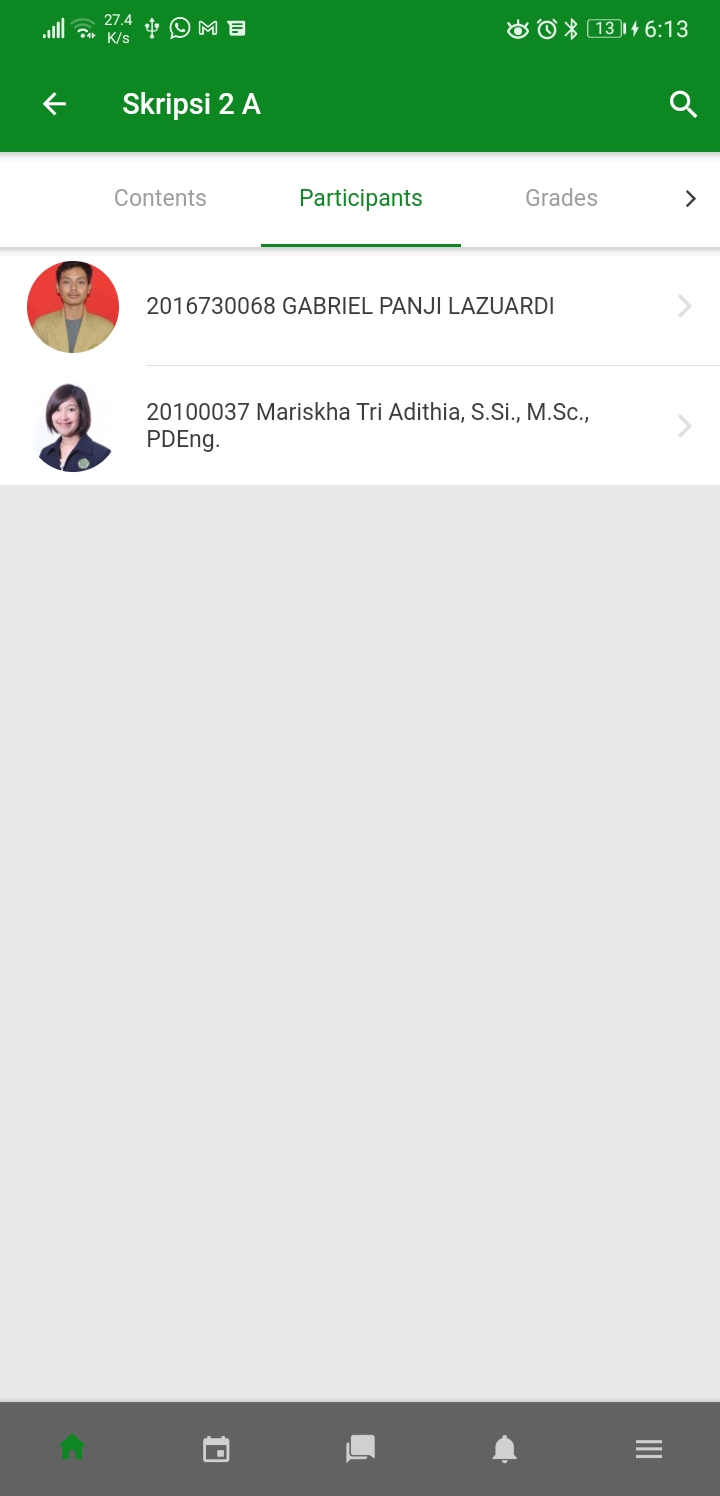 27.4
K/s
13
6:13
Skripsi 2 A
Contents
Participants
Grades
2016730068 GABRIEL PANJI LAZUARDI
20100037 Mariskha Tri Adithia, S.Si., M.Sc.,
PDEng.